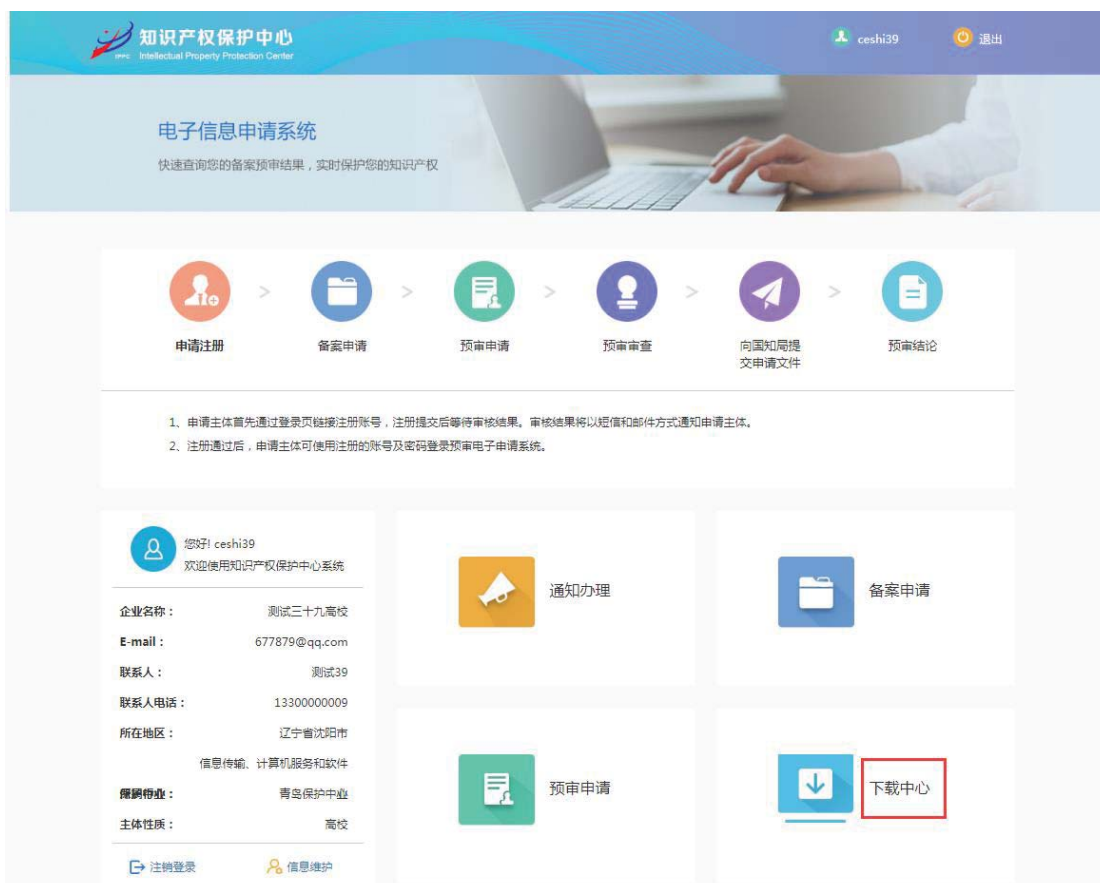 知识产权保护中心
IPPC Intellectual Property Protection Center
ceshi39
退出
电子信息申请系统
快速查询您的备案预审结果，实时保护您的知识产权
申请注册 > 备案申请 > 预审申请 > 预审审查 > 向国知局提 > 预审结论
交申请文件
1、申请主体首先通过登录页链接注册账号，注册提交后等待审核结果。审核结果将以短信和邮件方式通知申请主体。
2、注册通过后，申请主体可使用注册的账号及密码登录预审电子申请系统。
您好! ceshi39
欢迎使用知识产权保护中心系统
企业名称： 测试三十九高校
E-mail： 677879@qq.com
联系人： 测试39
联系人电话： 13300000009
所在地区： 辽宁省沈阳市
信息传输、计算机服务和软件
青岛保护中
主体性质： 高校
注销登录
信息维护
通知办理
备案申请
预审申请
下载中心